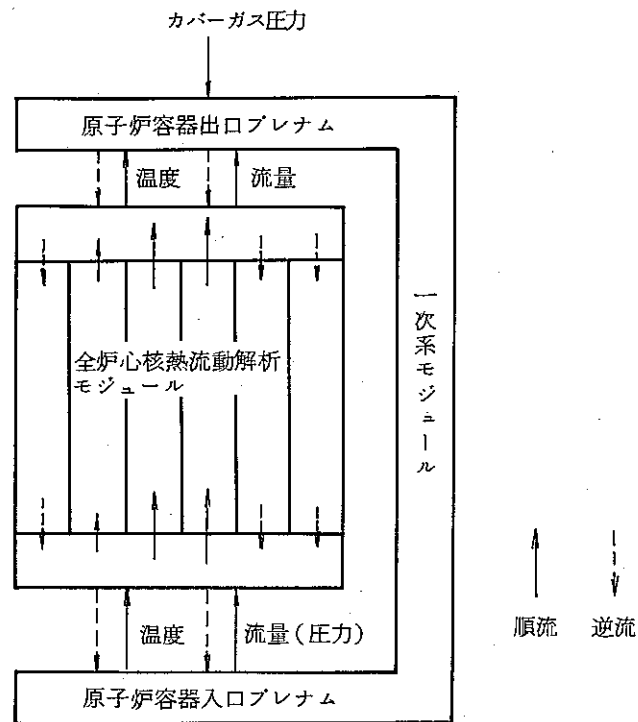 カバーガス圧力
原子炉容器出口プレナム
温度
流量
全炉心核熱流動解析
モジュール
一次系モジュール
温度
流量(圧力)
原子炉容器入口プレナム
順流
逆流